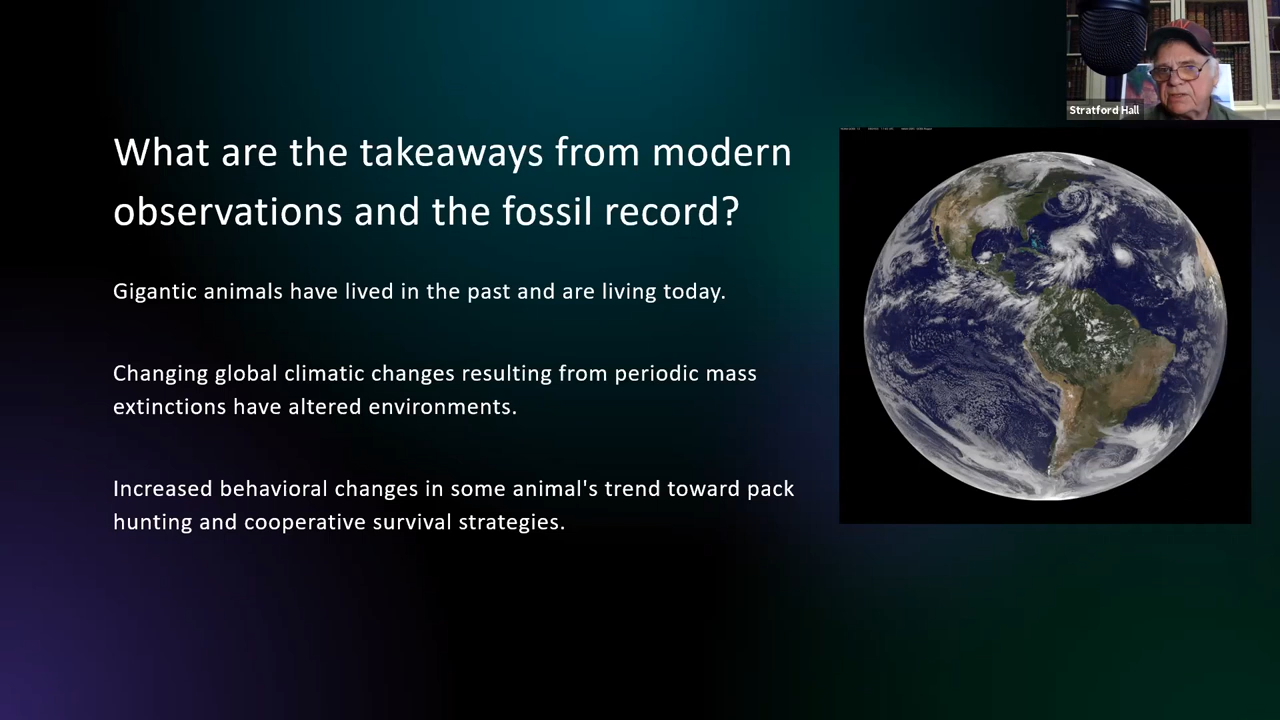 Stratford Hall
What are the takeaways from modern
observations and the fossil record?
Gigantic animals have lived in the past and are living today.
Changing global climatic changes resulting from periodic mass
extinctions have altered environments.
Increased behavioral changes in some animal's trend toward pack
hunting and cooperative survival strategies.